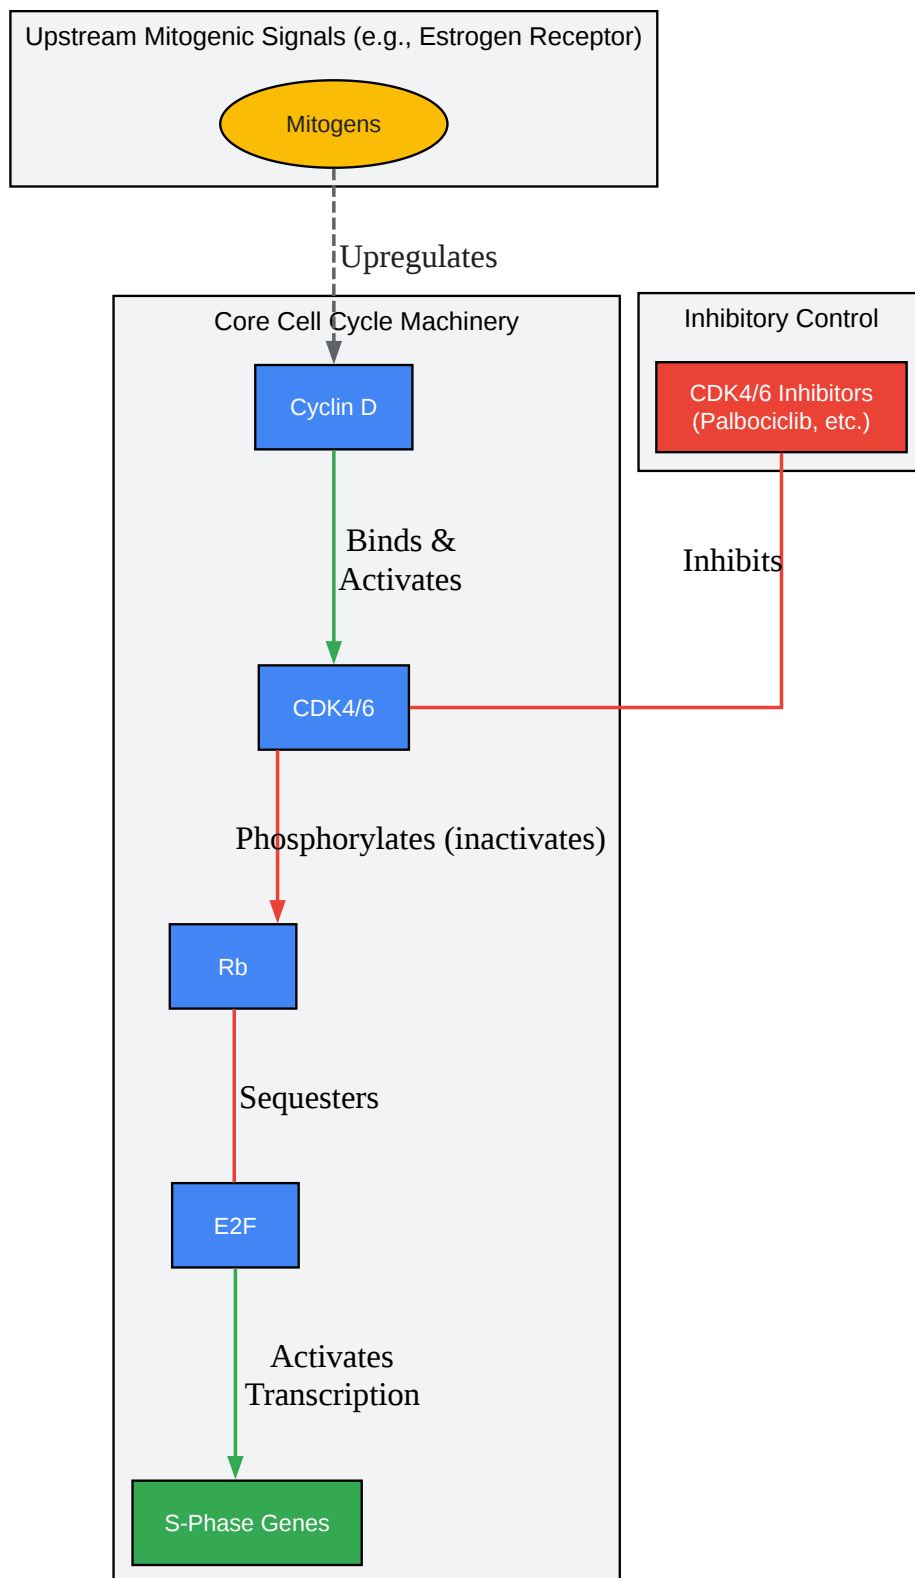 Upstream Mitogenic Signals (e.g., Estrogen Receptor)
Mitogens
Upregulates
Core Cell Cycle Machinery
Inhibitory Control
Cyclin D
CDK4/6 Inhibitors
(Palbociclib, etc.)
Binds &
Activates
Inhibits
CDK4/6
Phosphorylates (inactivates)
Rb
Sequesters
E2F
Activates
Transcription
S-Phase Genes